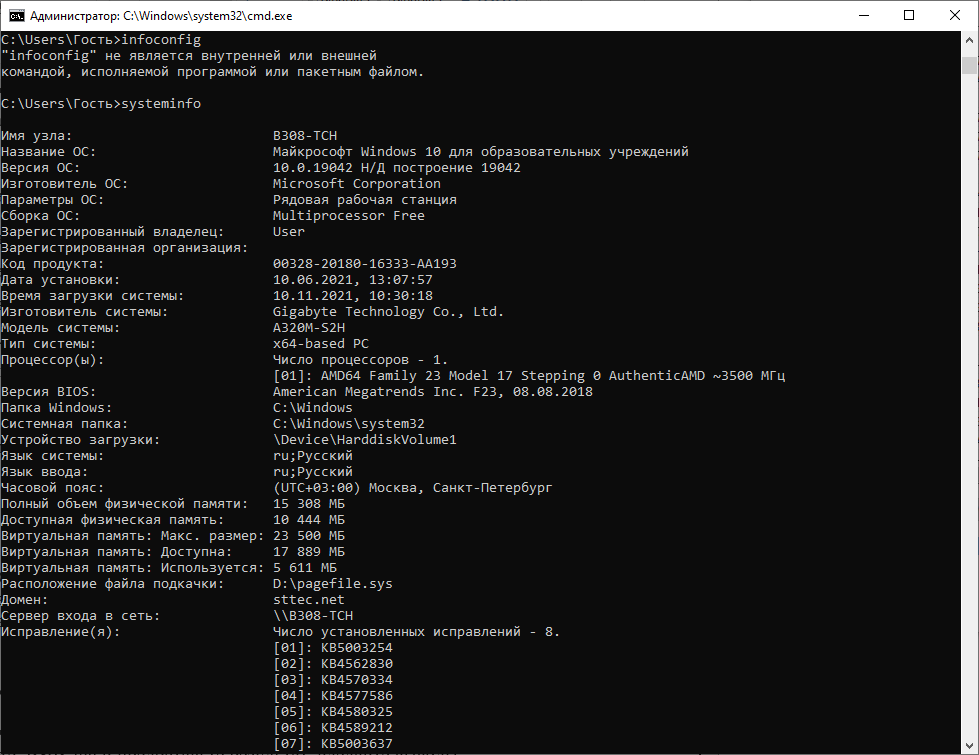 Администратор: C:\Windows\system32\cmd.exe
C:\Users\Гость>infoconfig
"infoconfig" не является внутренней или внешней
командой, исполняемой программой или пакетным файлом.
C:\Users\Гость>systeminfo
Имя узла: B308-TCH
Название ОС: Майкрософт Windows 10 для образовательных учреждений
Версия ОС: 10.0.19042 Н/Д построение 19042
Изготовитель ОС: Microsoft Corporation
Параметры ОС: Рядовая рабочая станция
Сборка ОС: Multiprocessor Free
Зарегистрированный владелец: User
Зарегистрированная организация:
Код продукта: 00328-20180-16333-AA193
Дата установки: 10.06.2021, 13:07:57
Время загрузки системы: 10.11.2021, 10:30:18
Изготовитель системы: Gigabyte Technology Co., Ltd.
Модель системы: A320M-S2H
Тип системы: x64-based PC
Процессор(ы): Число процессоров - 1.
[01]: AMD64 Family 23 Model 17 Stepping 0 AuthenticAMD ~3500 МГц
Версия BIOS: American Megatrends Inc. F23, 08.08.2018
Папка Windows: C:\Windows
Системная папка: C:\Windows\system32
Устройство загрузки: \Device\HarddiskVolume1
Язык системы: ru;Русский
Язык ввода: ru;Русский
Часовой пояс: (UTC+03:00) Москва, Санкт-Петербург
Полный объем физической памяти: 15 308 МБ
Доступная физическая память: 10 444 МБ
Виртуальная память: Макс. размер: 23 500 МБ
Виртуальная память: Доступна: 17 889 МБ
Виртуальная память: Используется: 5 611 МБ
Расположение файла подкачки: D:\pagefile.sys
Домен: sttec.net
Сервер входа в сеть: \\B308-TCH
Исправление(я): Число установленных исправлений - 8.
[01]: KB5003254
[02]: KB4562830
[03]: KB4570334
[04]: KB4577586
[05]: KB4580325
[06]: KB4589212
[07]: KB5003637